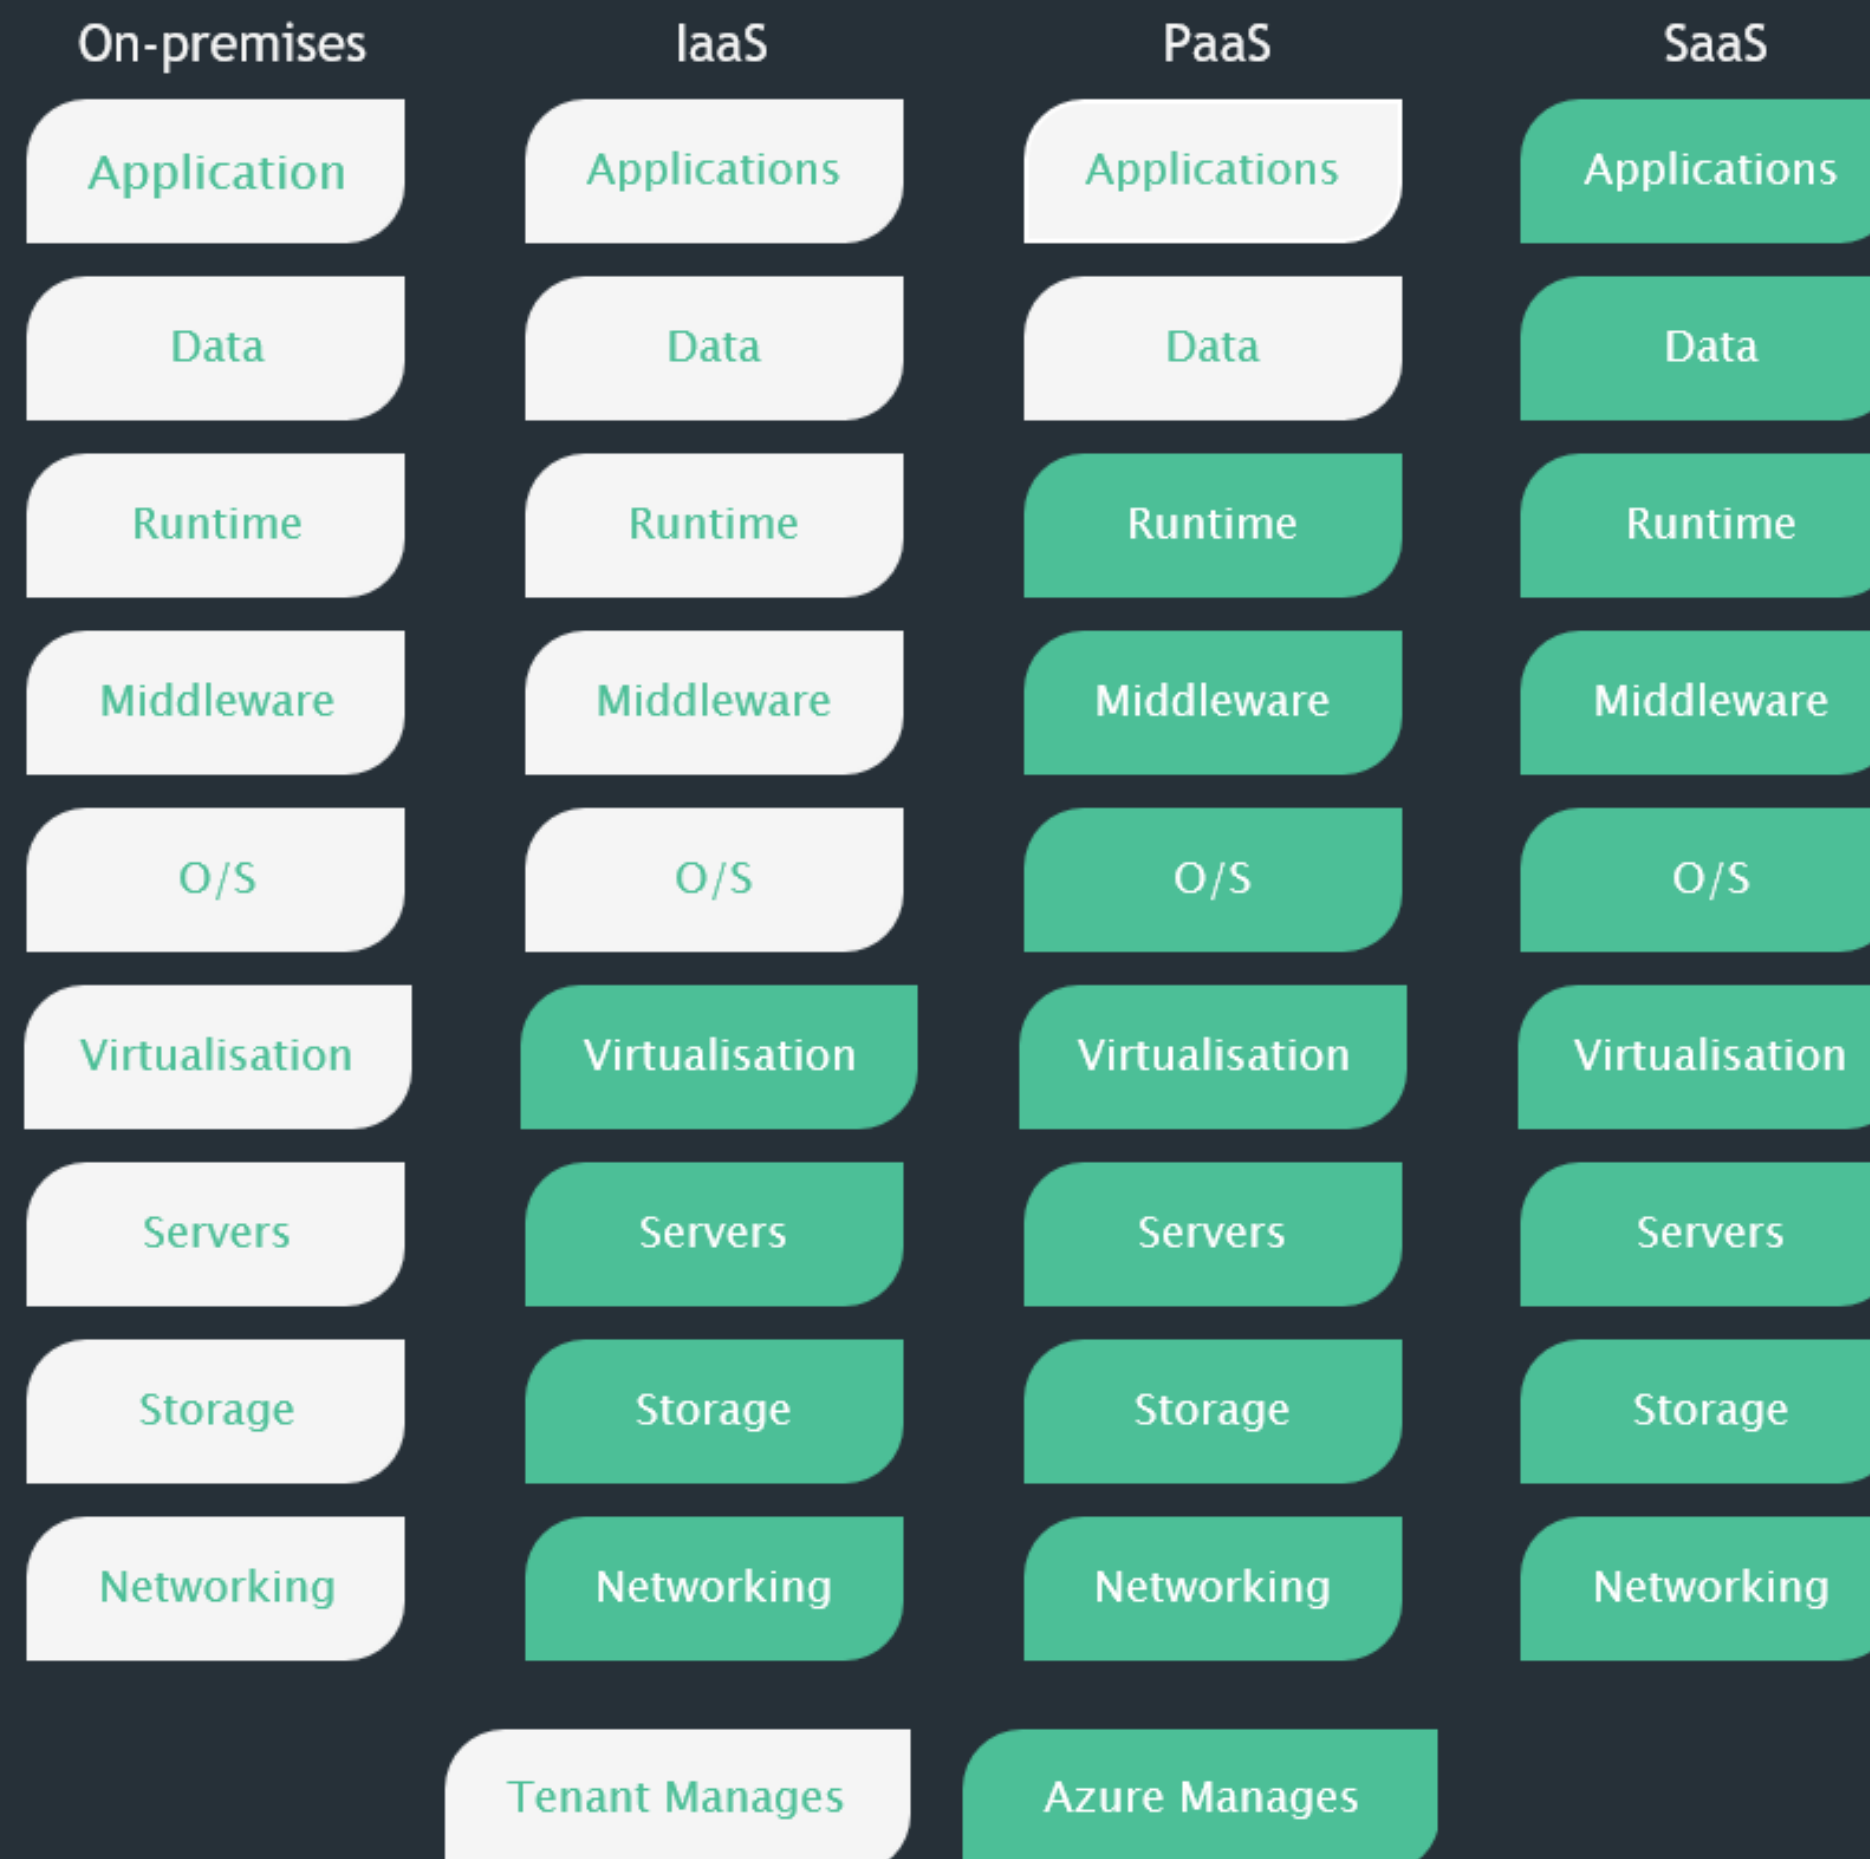 On-premises IaaS PaaS SaaS
Application Applications Applications Applications
Data Data Data Data
Runtime Runtime Runtime Runtime
Middleware Middleware Middleware Middleware
O/S O/S O/S O/S
Virtualisation Virtualisation Virtualisation Virtualisation
Servers Servers Servers Servers
Storage Storage Storage Storage
Networking Networking Networking Networking
Tenant Manages Azure Manages